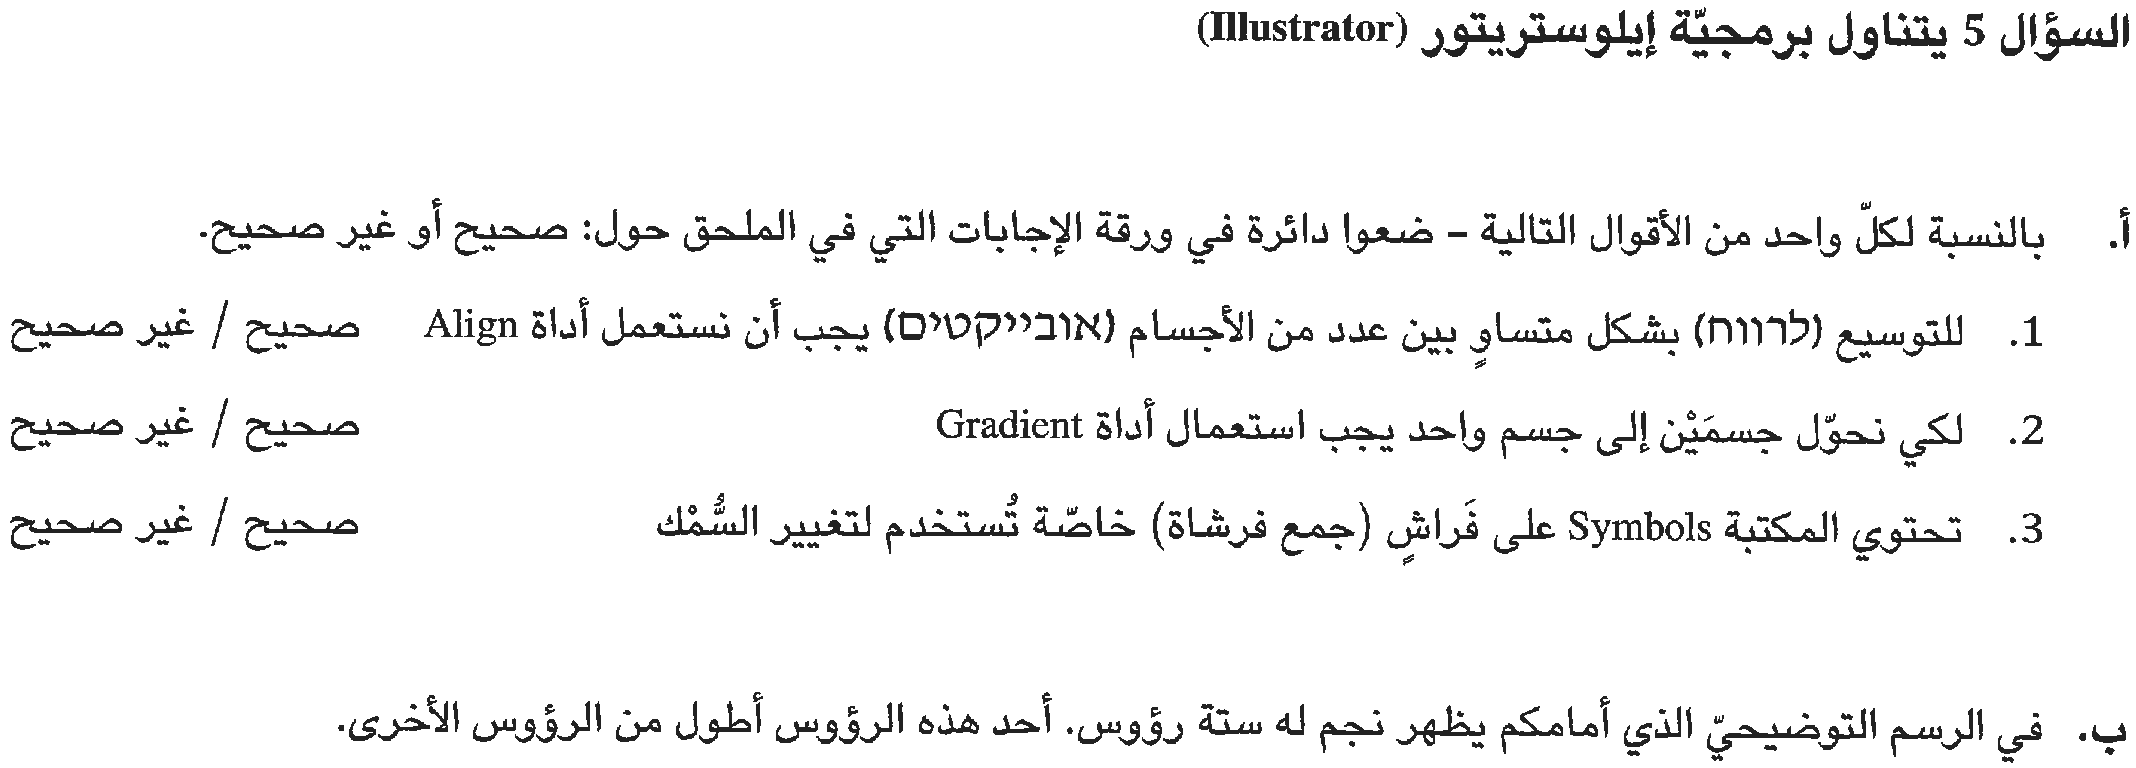 السؤال 5 يتناول برمجيّة إيلوستريتور (Illustrator)
أ. بالنسبة لكلّ واحد من الأقوال التالية – ضعوا دائرة في ورقة الإجابات التي في الملحق حول: صحيح أو غير صحيح.
1. للتوسيع (לרווח) بشكل متساوٍ بين عدد من الأجسام (אובייקטים) يجب أن نستعمل أداة Align صحيح / غير صحيح
2. لكي نحوّل جسمَيْن إلى جسم واحد يجب استعمال أداة Gradient صحيح / غير صحيح
3. تحتوي المكتبة Symbols على فَراشٍ (جمع فرشاة) خاصّة تُستخدم لتغيير السُّمْك صحيح / غير صحيح
ب. في الرسم التوضيحيّ الذي أمامكم يظهر نجم له ستة رؤوس. أحد هذه الرؤوس أطول من الرؤوس الأخرى.